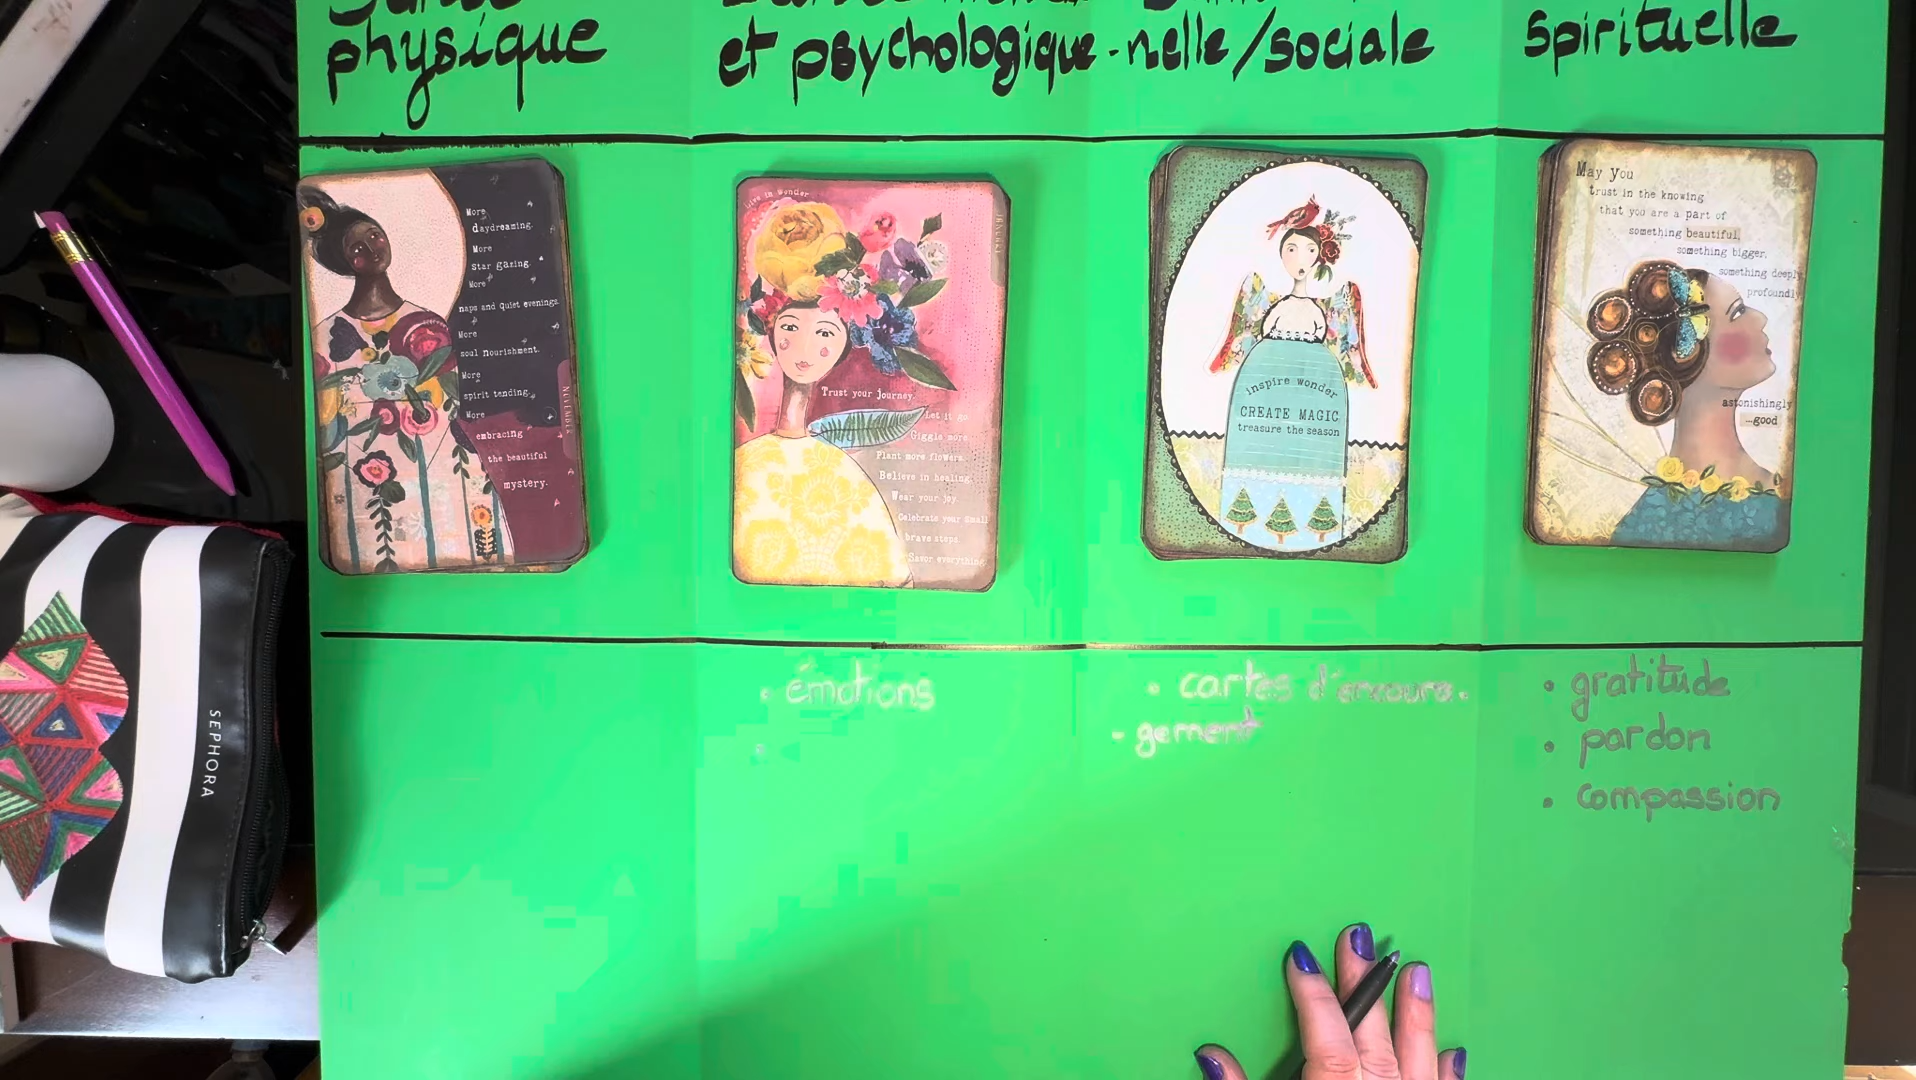 physique
et psychologique
-nelle/sociale
spirituelle
More
daydreaming.
More
Star gazing.
More
naps and quiet evenings.
More
soul nourishment.
More
spirit tending.
More
embracing
the beautiful
mystery.
NOVEMBER
Live in wonder
Trust your journey.
Let it go
Giggle more.
Plant more flowers.
Believe in healing.
Wear your joy
Celebrate your small
brave steps.
Savor everything.
inspire wonder
CREATE MAGIC
treasure the season
May you
trust in the knowing
that you are a part of
something beautiful,
something bigger,
something deeply
profoundly
astonishingly
...good
• émotions
•
• cartes d'encoura-
-gement
• gratitude
• pardon
• compassion
SEPHORA